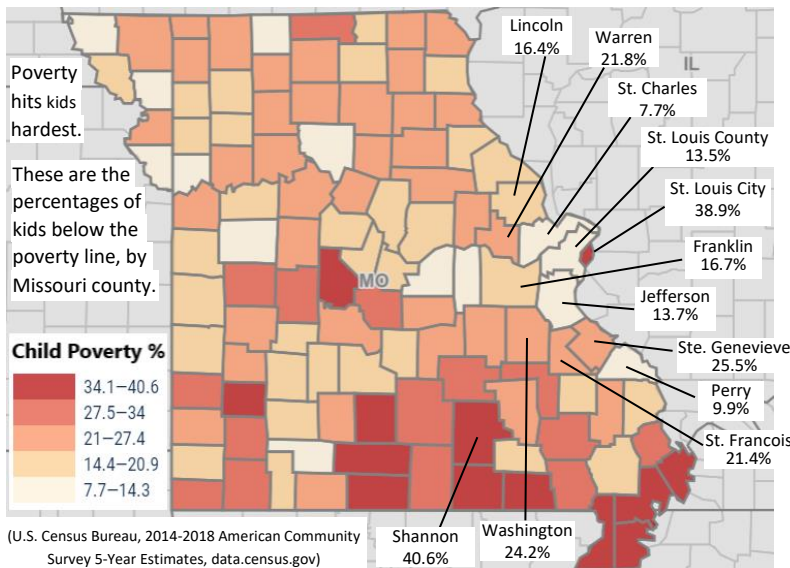 Poverty
hits kids
hardest.
These are the
percentages of
kids below the
poverty line, by
Missouri county.
Child Poverty %
34.1–40.6
27.5–34
21–27.4
14.4–20.9
7.7–14.3
(U.S. Census Bureau, 2014-2018 American Community
Survey 5-Year Estimates, data.census.gov)
MO
IL
Lincoln
16.4%
Warren
21.8%
St. Charles
7.7%
St. Louis County
13.5%
St. Louis City
38.9%
Franklin
16.7%
Jefferson
13.7%
Ste. Genevieve
25.5%
Perry
9.9%
St. Francois
21.4%
Washington
24.2%
Shannon
40.6%